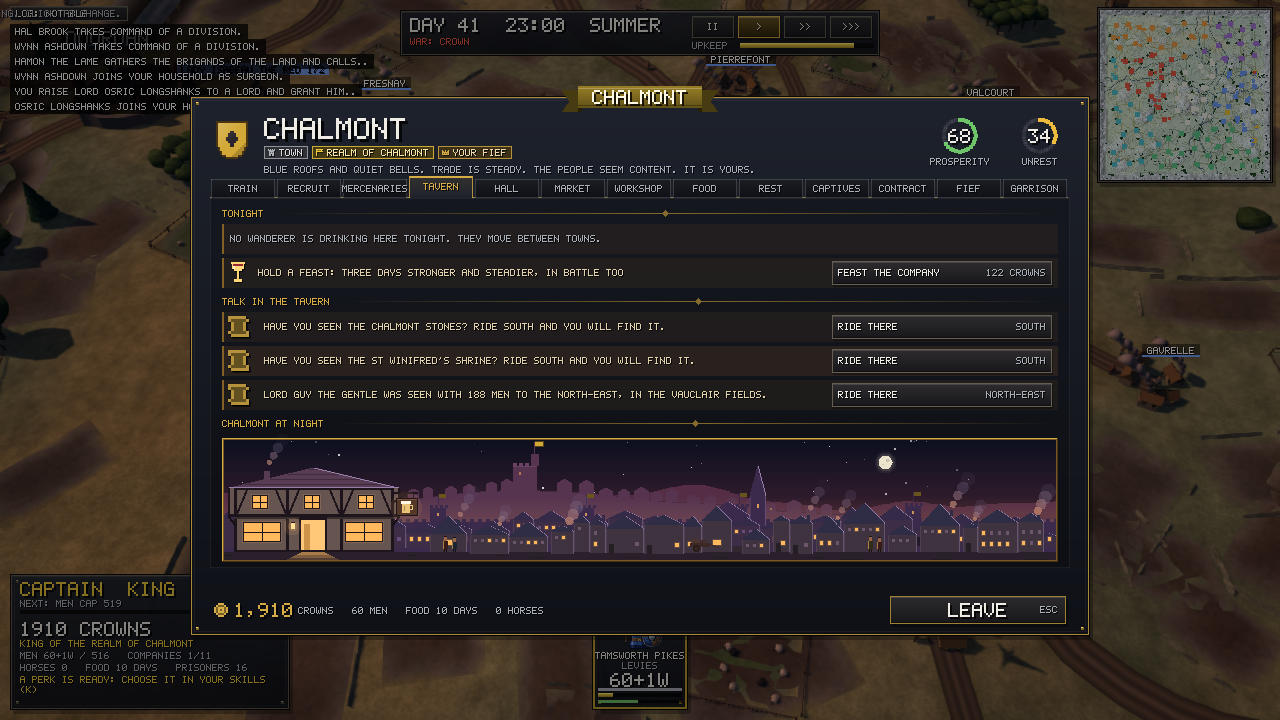 LOG: NOTABLE
HAL BROOK TAKES COMMAND OF A DIVISION.
WYNN ASHDOWN TAKES COMMAND OF A DIVISION.
HAMON THE LAME GATHERS THE BRIGANDS OF THE LAND AND CALLS..
WYNN ASHDOWN JOINS YOUR HOUSEHOLD AS SURGEON.
YOU RAISE LORD OSRIC LONGSHANKS TO A LORD AND GRANT HIM..
OSRIC LONGSHANKS JOINS YOUR
DAY 41 23:00 SUMMER
WAR: CROWN
II > >> >>>
UPKEEP
PIERREFONT
FRESNAY
VALCOURT
GAVRELLE
CHALMONT
CHALMONT
TOWN REALM OF CHALMONT YOUR FIEF
BLUE ROOFS AND QUIET BELLS. TRADE IS STEADY. THE PEOPLE SEEM CONTENT. IT IS YOURS.
68 34
PROSPERITY UNREST
TRAIN RECRUIT MERCENARIES TAVERN HALL MARKET WORKSHOP FOOD REST CAPTIVES CONTRACT FIEF GARRISON
TONIGHT
NO WANDERER IS DRINKING HERE TONIGHT. THEY MOVE BETWEEN TOWNS.
HOLD A FEAST: THREE DAYS STRONGER AND STEADIER, IN BATTLE TOO FEAST THE COMPANY 122 CROWNS
TALK IN THE TAVERN
HAVE YOU SEEN THE CHALMONT STONES? RIDE SOUTH AND YOU WILL FIND IT. RIDE THERE SOUTH
HAVE YOU SEEN THE ST WINIFRED'S SHRINE? RIDE SOUTH AND YOU WILL FIND IT. RIDE THERE SOUTH
LORD GUY THE GENTLE WAS SEEN WITH 188 MEN TO THE NORTH-EAST, IN THE VAUCLAIR FIELDS. RIDE THERE NORTH-EAST
CHALMONT AT NIGHT
1,910 CROWNS 60 MEN FOOD 10 DAYS 0 HORSES
LEAVE ESC
CAPTAIN KING
NEXT: MEN CAP 519
1910 CROWNS
KING OF THE REALM OF CHALMONT
MEN 60+1W / 516 COMPANIES 1/11
HORSES 0 FOOD 10 DAYS PRISONERS 16
A PERK IS READY: CHOOSE IT IN YOUR SKILLS
(K)
TAMSWORTH PIKES
LEVIES
60+1W